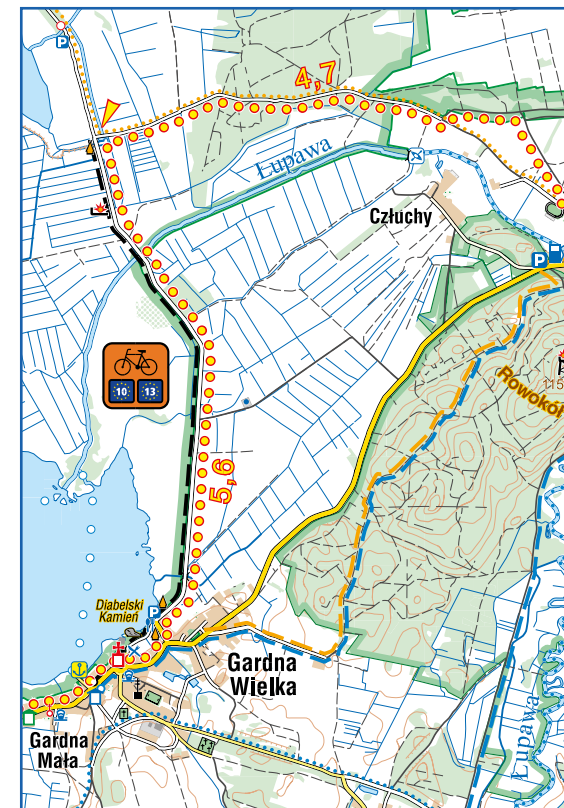 P
4,7
Łupawa
Człuchy
P
10 13
115
Rowokół
5,6
Diabelski
Kamień
P
Gardna
Wielka
Gardna
Mała
Łupawa